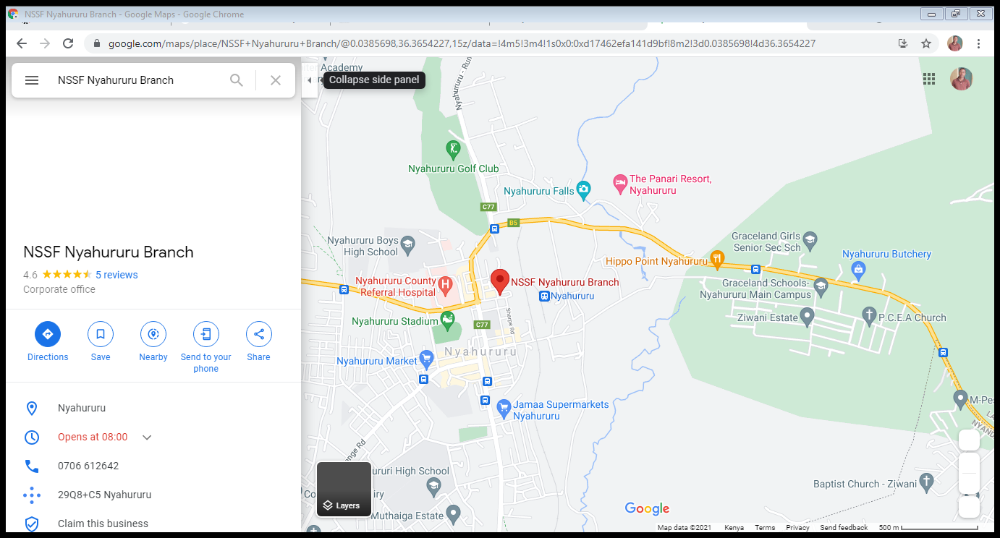 NSSF Nyahururu Branch - Google Maps - Google Chrome
google.com/maps/place/NSSF+Nyahururu+Branch/@0.0385698,36.3654227,15z/data=!4m5!3m4!1s0x0:0xd17462efa141d9bf!8m2!3d0.0385698!4d36.3654227
NSSF Nyahururu Branch
Collapse side panel
NSSF Nyahururu Branch
4.6
5 reviews
Corporate office
Directions
Save
Nearby
Send to your
phone
Share
Nyahururu
Opens at 08:00
0706 612642
29Q8+C5 Nyahururu
Claim this business
Academy
Nyahururu - Run
Nyahururu Golf Club
Nyahururu Falls
The Panari Resort,
Nyahururu
C77
B5
Nyahururu Boys
High School
Graceland Girls
Senior Sec Sch
Nyahururu Butchery
Hippo Point Nyahururu
Nyahururu County
Referral Hospital
NSSF Nyahururu Branch
Nyahururu
Graceland Schools-
Nyahururu Main Campus
Nyahururu Stadium
C77
Sharpe Rd
Ziwani Estate
P.C.E.A Church
Nyahururu
Nyahururu Market
Jamaa Supermarkets
Nyahururu
M-Pes
NYAND
nge Rd
ururi High School
Baptist Church - Ziwani
Muthaiga Estate
Layers
Google
Map data ©2021
Kenya
Terms
Privacy
Send feedback
500 m